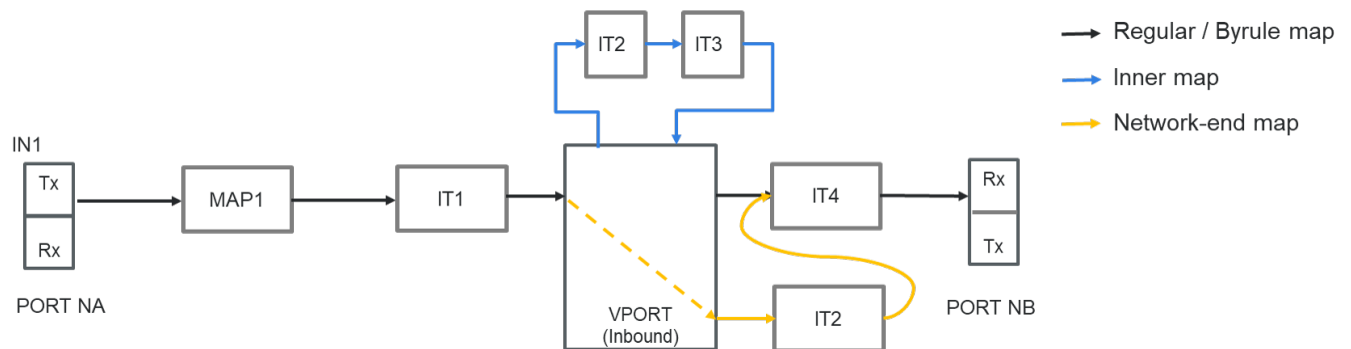 IT2
IT3
Regular / Byrule map
Inner map
Network-end map
IN1
Tx
Rx
PORT NA
MAP1
IT1
VPORT
(Inbound)
IT4
IT2
Rx
Tx
PORT NB